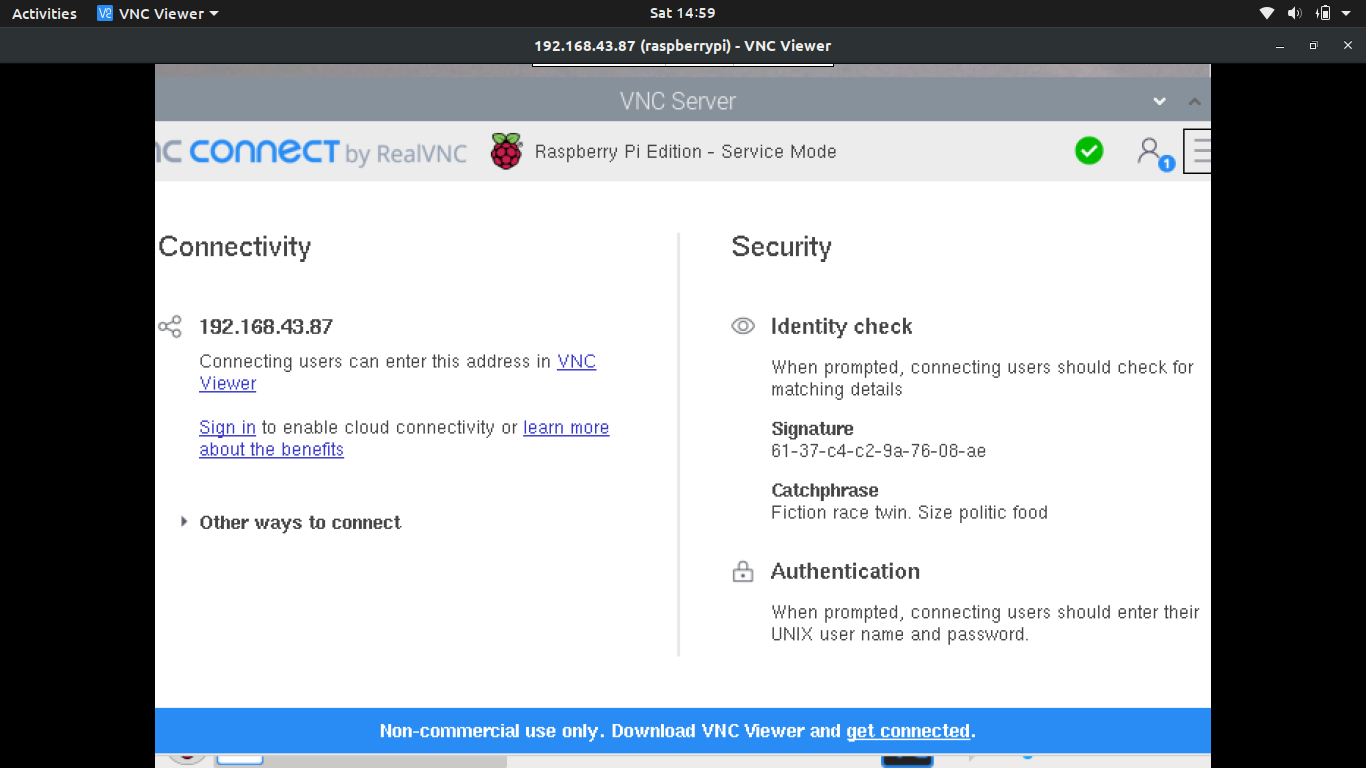 Activities VNC Viewer Sat 14:59
192.168.43.87 (raspberrypi) - VNC Viewer
VNC Server
connect by RealVNC Raspberry Pi Edition - Service Mode 1
Connectivity
192.168.43.87
Connecting users can enter this address in VNC
Viewer
Sign in to enable cloud connectivity or learn more
about the benefits
Other ways to connect
Security
Identity check
When prompted, connecting users should check for
matching details
Signature
61-37-c4-c2-9a-76-08-ae
Catchphrase
Fiction race twin. Size politic food
Authentication
When prompted, connecting users should enter their
UNIX user name and password.
Non-commercial use only. Download VNC Viewer and get connected.